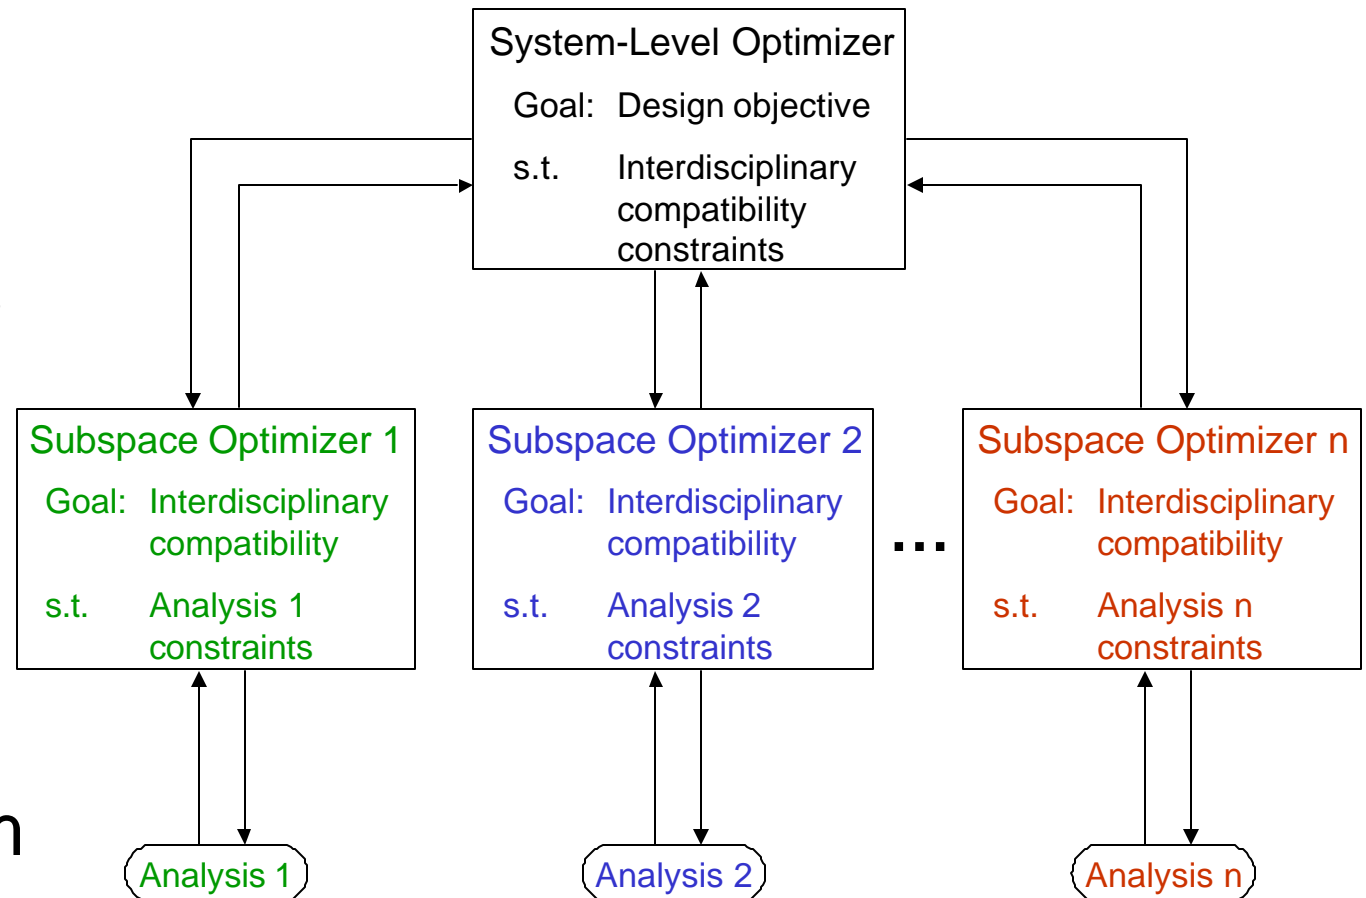 System-Level Optimizer
Goal: Design objective
s.t. Interdisciplinary
compatibility
constraints
Subspace Optimizer 1
Goal: Interdisciplinary
compatibility
s.t. Analysis 1
constraints
Subspace Optimizer 2
Goal: Interdisciplinary
compatibility
s.t. Analysis 2
constraints
...
Subspace Optimizer n
Goal: Interdisciplinary
compatibility
s.t. Analysis n
constraints
n
Analysis 1
Analysis 2
Analysis n